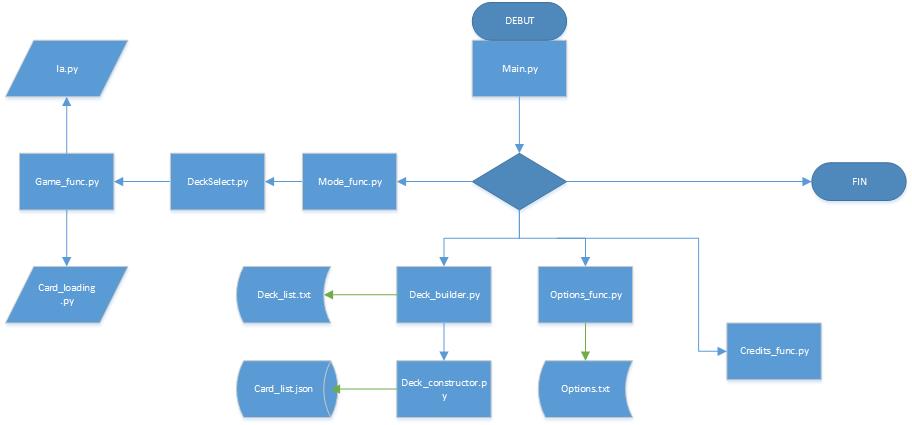 DEBUT
Main.py
Ia.py
Game_func.py
DeckSelect.py
Mode_func.py
FIN
Card_loading
.py
Deck_list.txt
Deck_builder.py
Options_func.py
Credits_func.py
Card_list.json
Deck_constructor.p
y
Options.txt